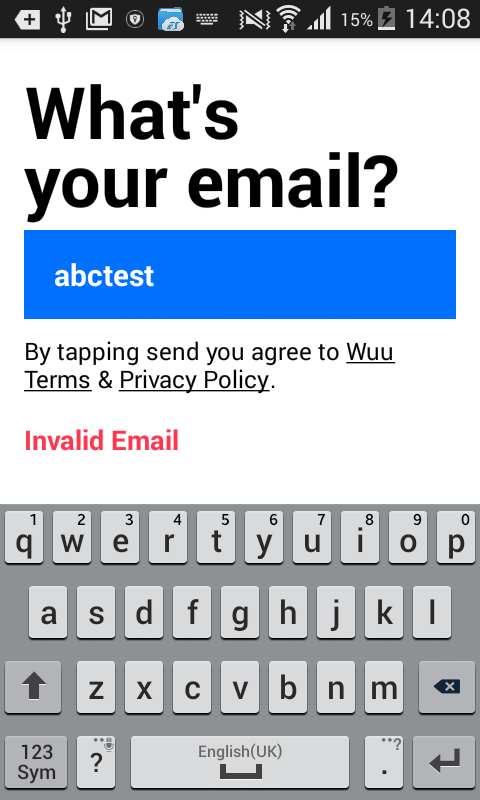 15% 14:08
What's
your email?
abctest
By tapping send you agree to Wuu
Terms & Privacy Policy.
Invalid Email
1 2 3 4 5 6 7 8 9 0
q w e r t y u i o p
a s d f g h j k l
z x c v b n m
123 ? English(UK) . ?
Sym